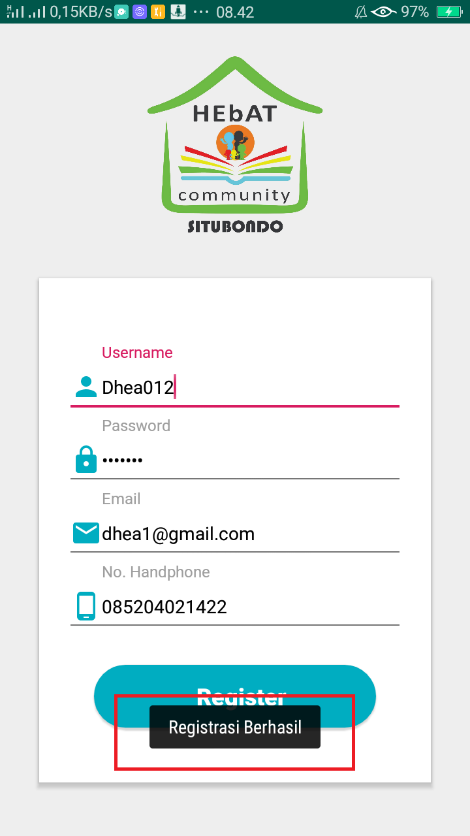 0,15KB/s ... 08.42 97%
HEbAT
community
SITUBONDO
Username
Dhea012
Password
•••••••
Email
dhea1@gmail.com
No. Handphone
085204021422
Register
Registrasi Berhasil